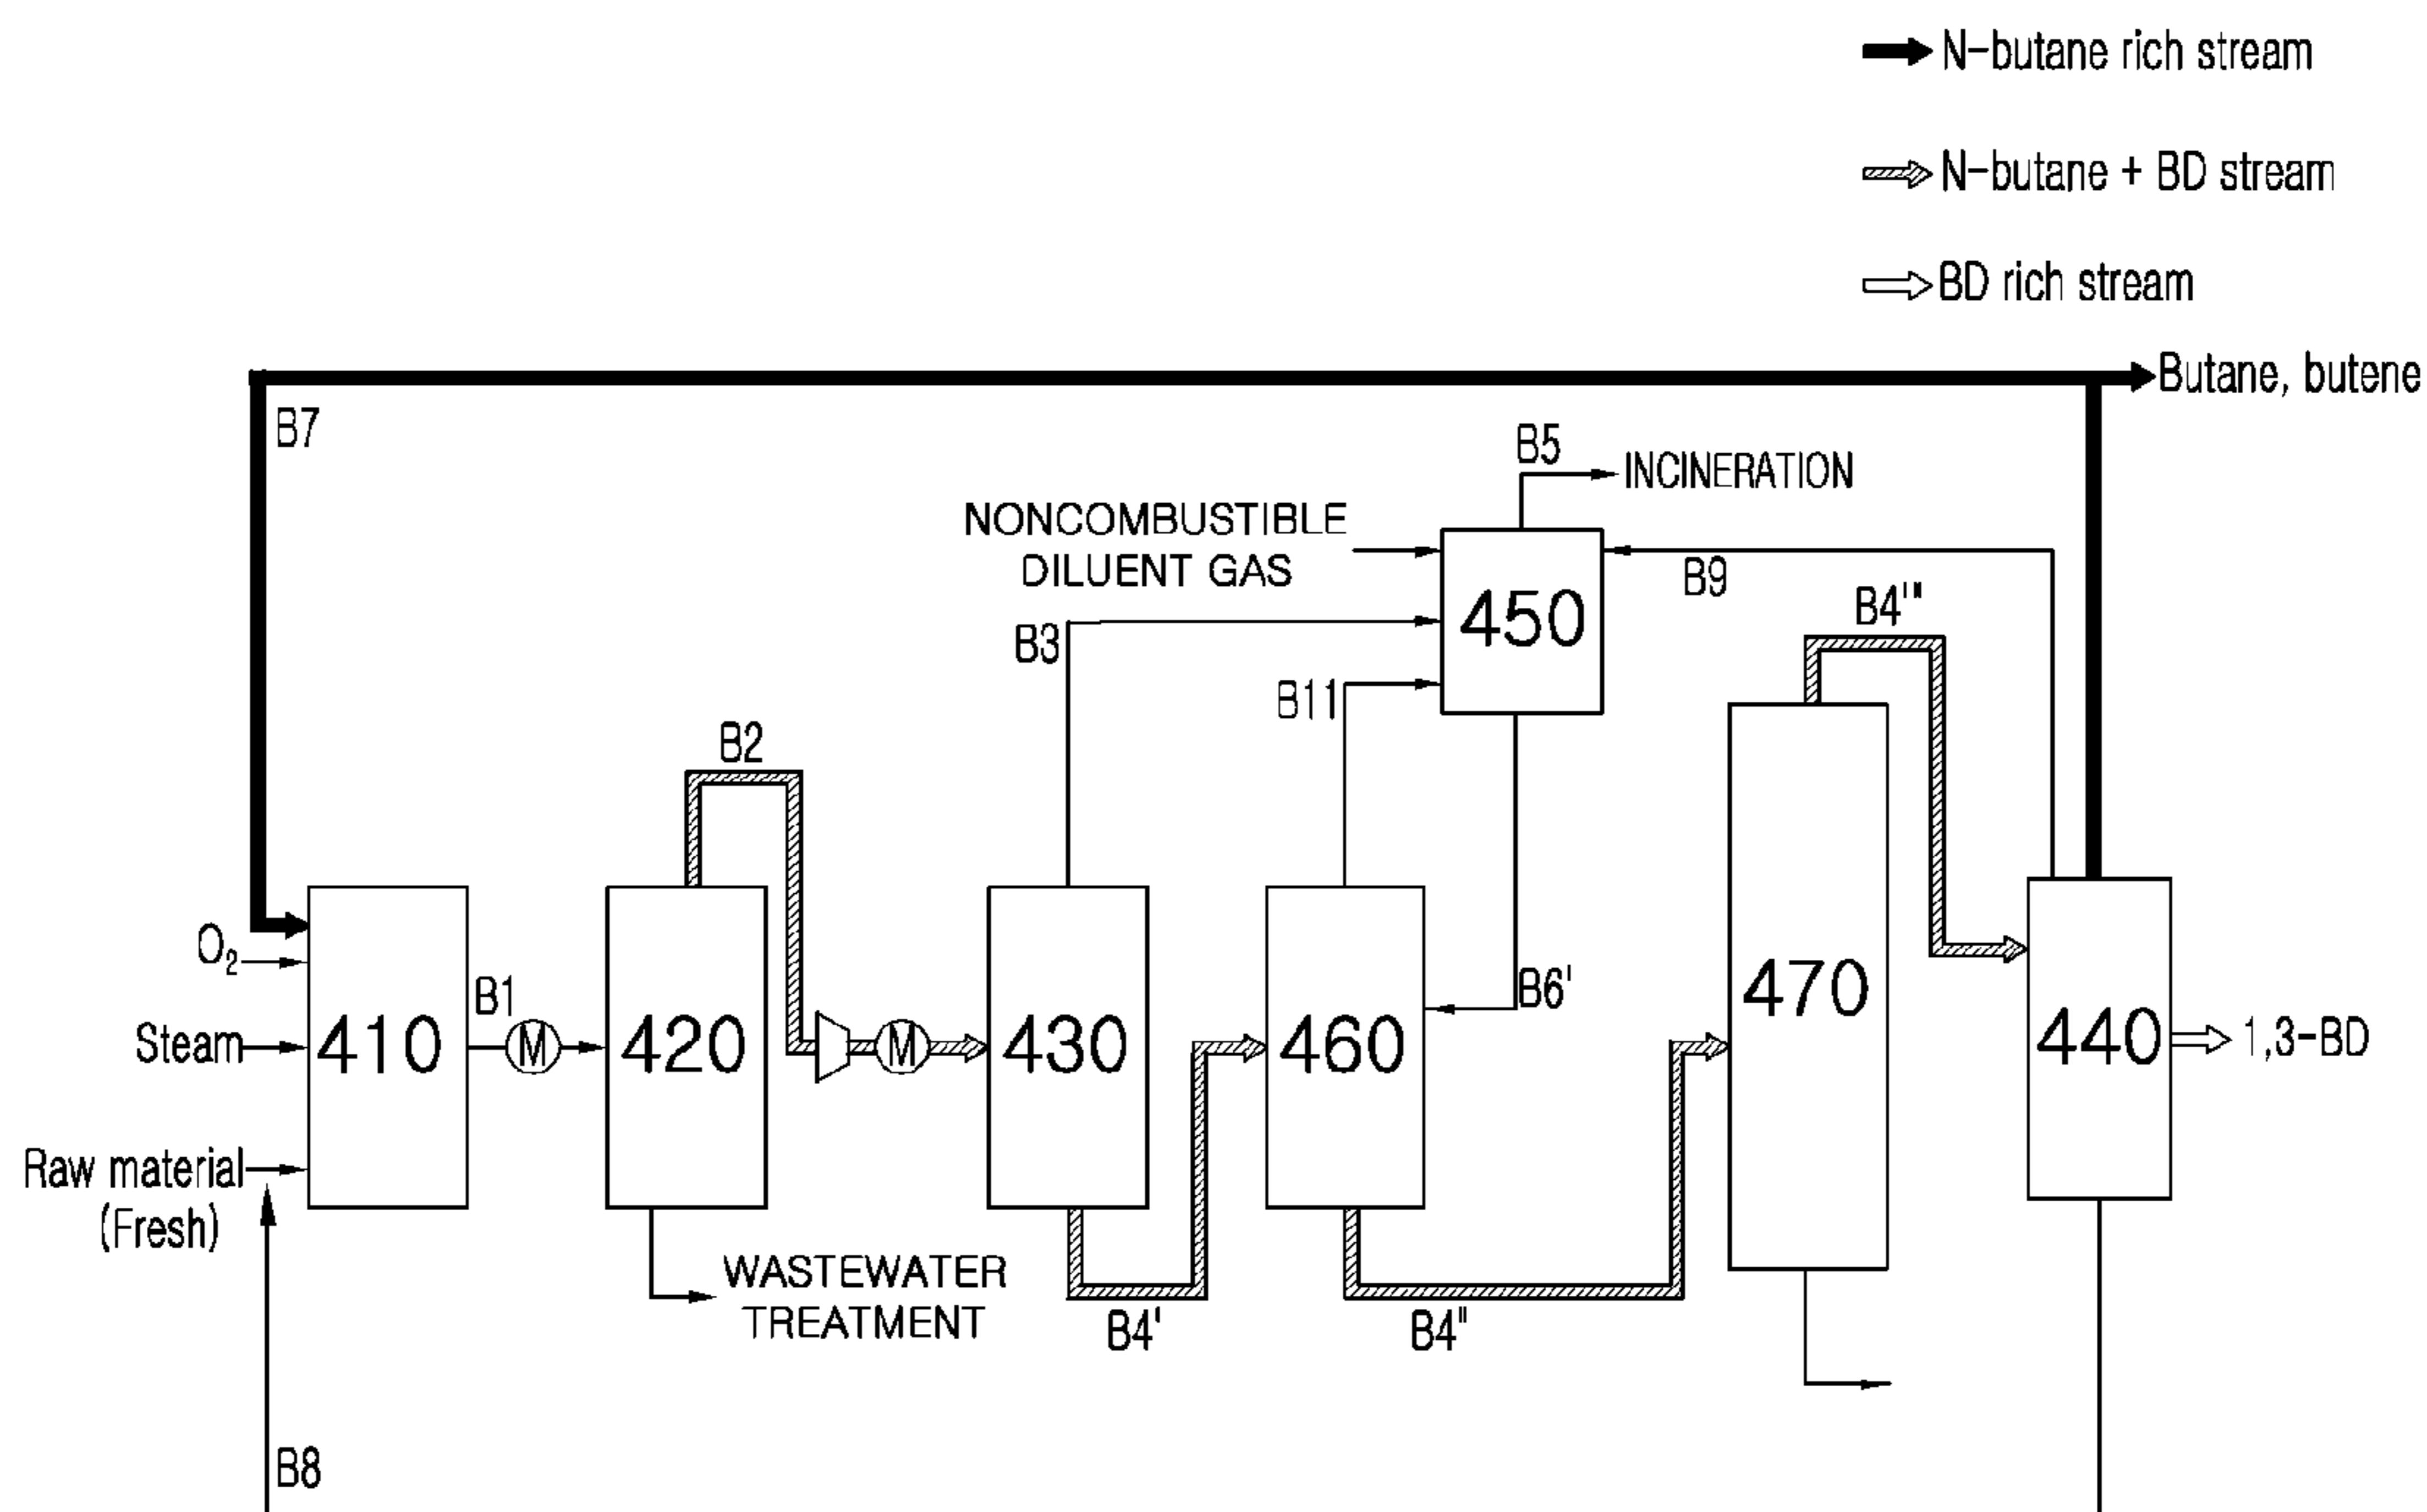 N-butane rich stream
N-butane + BD stream
BD rich stream
Butane, butene
B7
B5
INCINERATION
NONCOMBUSTIBLE
DILUENT GAS
450
B9
B3
B4'''
B11
B2
O₂
B1
B6'
470
Steam
410
M
420
M
430
460
440
1,3-BD
Raw material
(Fresh)
WASTEWATER
TREATMENT
B4'
B4''
B8